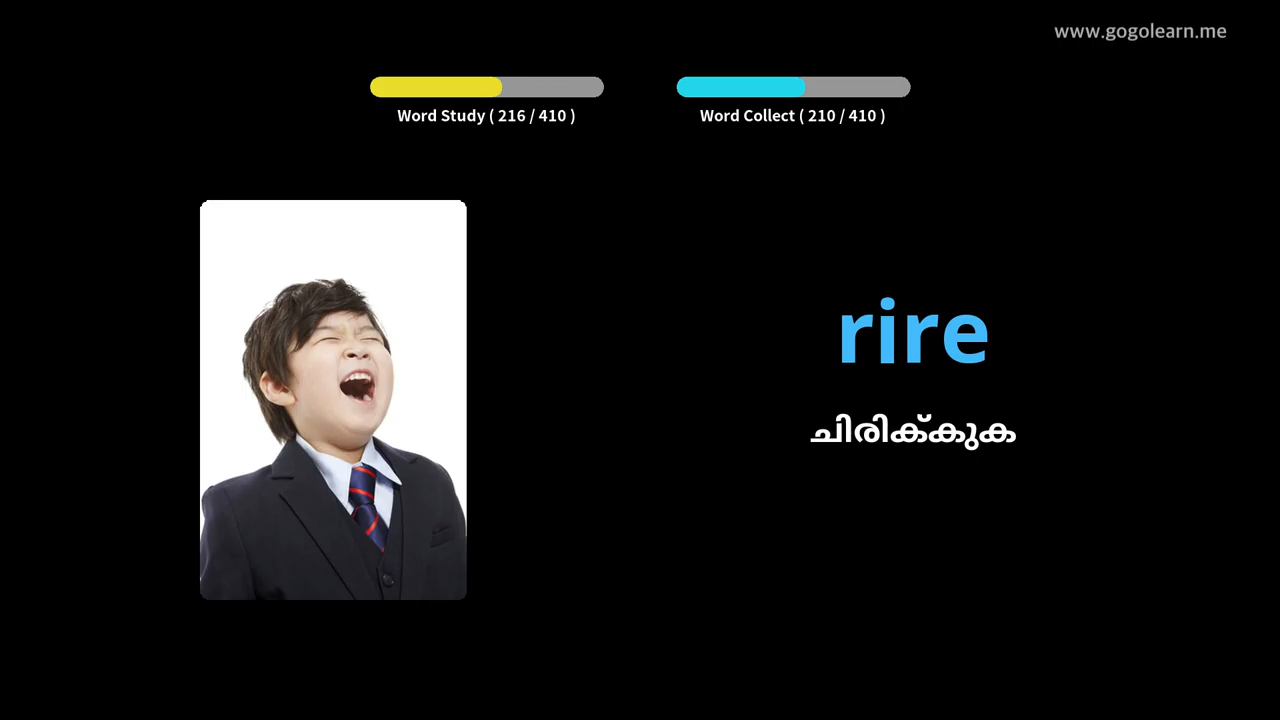 www.gogolearn.me
Word Study ( 216 / 410 )
Word Collect ( 210 / 410 )
rire
ചിരിക്കുക